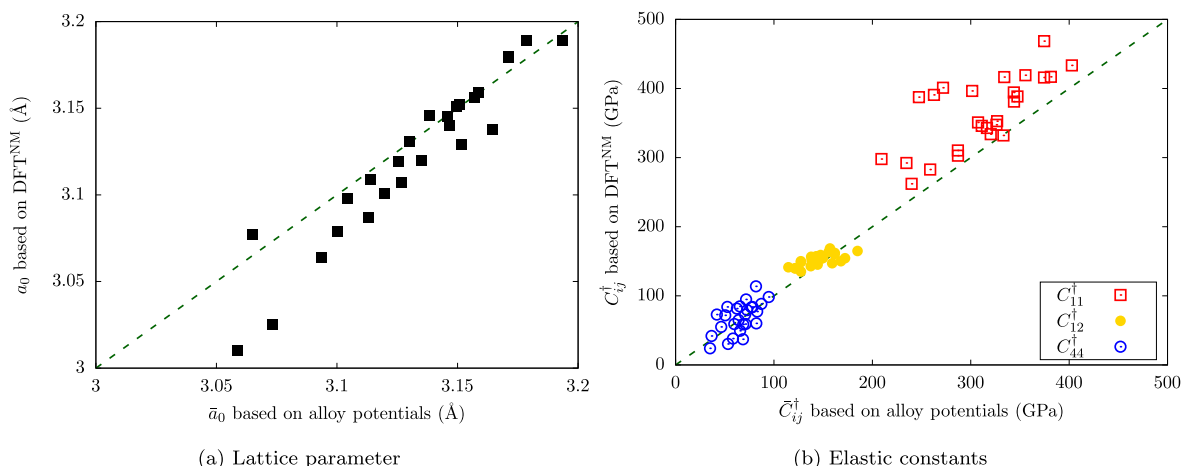 3.2
3.15
3.1
3.05
3
3
3.05
3.1
3.15
3.2
a₀ based on DFTᴺᴹ (Å)
ā₀ based on alloy potentials (Å)
(a) Lattice parameter
500
400
300
200
100
0
0
100
200
300
400
500
C†ij based on DFTᴺᴹ (GPa)
C†11
C†12
C†44
C̄†ij based on alloy potentials (GPa)
(b) Elastic constants